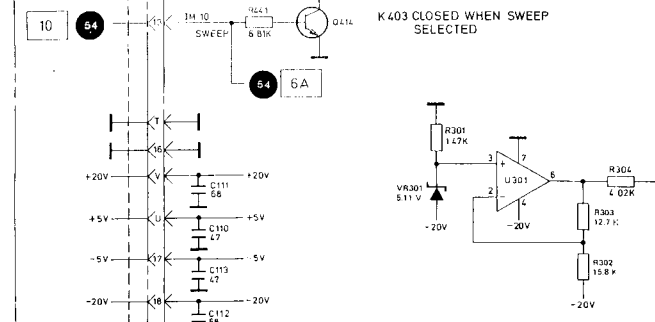 10
54
13
IM 10
SWEEP
R441
6 81K
Q414
K403 CLOSED WHEN SWEEP
SELECTED
54
6A
T
16
+20V
V
+20V
C111
68
+5V
U
+5V
C110
47
-5V
17
-5V
C113
47
-20V
18
-20V
C112
68
R301
1.47K
VR301
5.11 V
-20V
3
+
7
U301
6
2
-
4
-20V
R304
4 02K
R303
12.7 K
R302
15.8 K
-20V